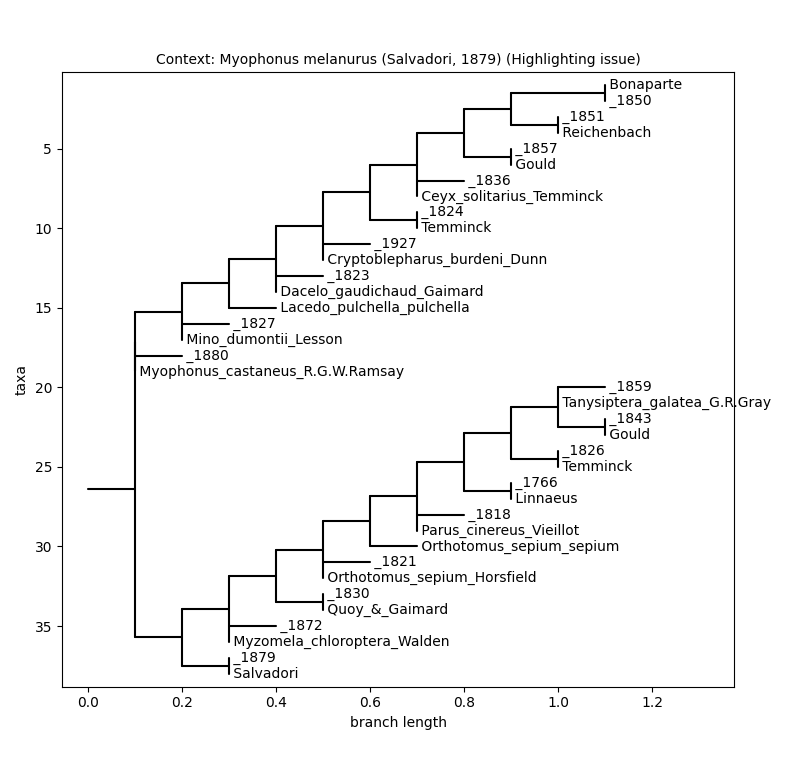 Context: Myophonus melanurus (Salvadori, 1879) (Highlighting issue)
Bonaparte
_1850
_1851
Reichenbach
_1857
Gould
_1836
Ceyx_solitarius_Temminck
_1824
Temminck
_1927
Cryptoblepharus_burdeni_Dunn
_1823
Dacelo_gaudichaud_Gaimard
Lacedo_pulchella_pulchella
_1827
Mino_dumontii_Lesson
_1880
Myophonus_castaneus_R.G.W.Ramsay
_1859
Tanysiptera_galatea_G.R.Gray
_1843
Gould
_1826
Temminck
_1766
Linnaeus
_1818
Parus_cinereus_Vieillot
Orthotomus_sepium_sepium
_1821
Orthotomus_sepium_Horsfield
_1830
Quoy_&_Gaimard
_1872
Myzomela_chloroptera_Walden
_1879
Salvadori
5
10
15
20
25
30
35
taxa
0.0 0.2 0.4 0.6 0.8 1.0 1.2
branch length